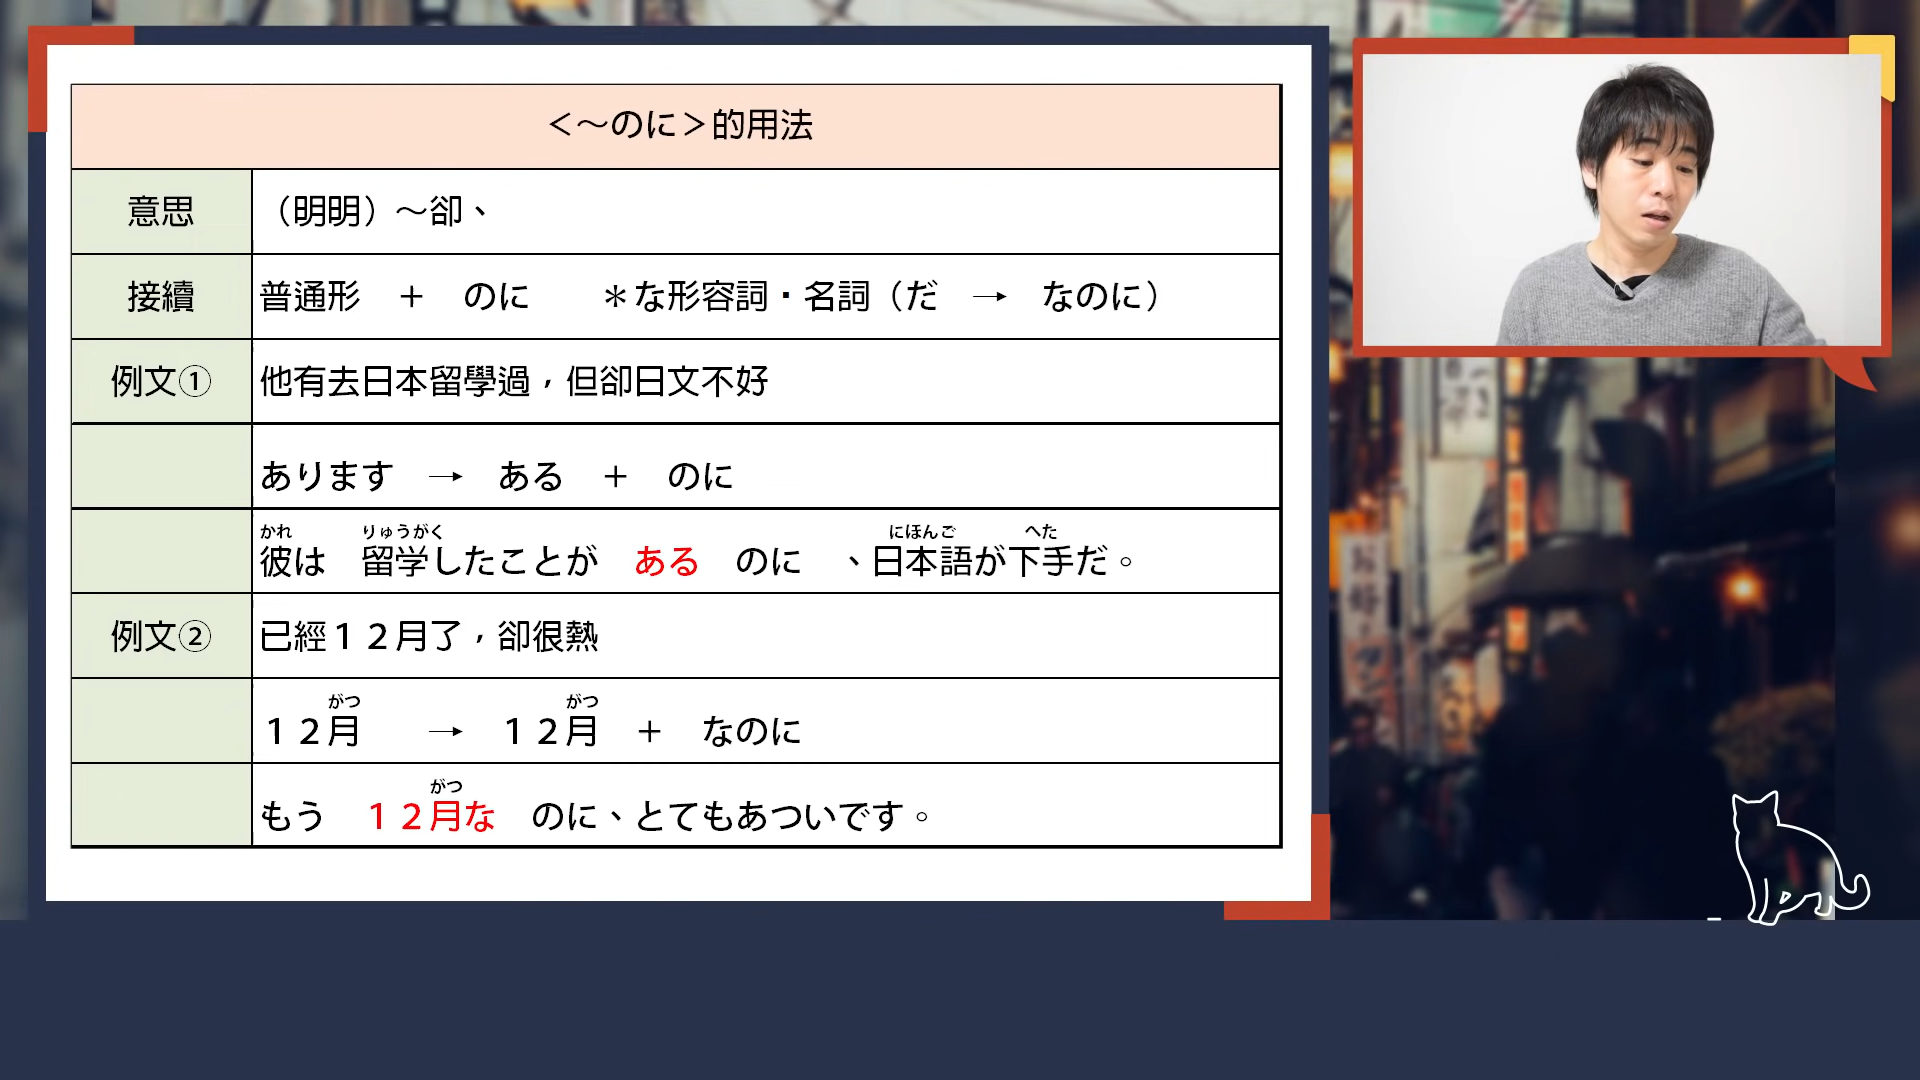 ＜～のに＞的用法
意思 （明明）～卻、
接續 普通形　＋　のに　　＊な形容詞・名詞（だ　→　なのに）
例文① 他有去日本留學過，但卻日文不好
あります　→　ある　＋　のに
かれ　りゅうがく　にほんご　へた
彼は　留学したことが　ある　のに　、日本語が下手だ。
例文② 已經１２月了，卻很熱
がつ　がつ
１２月　→　１２月　＋　なのに
がつ
もう　１２月な　のに、とてもあついです。